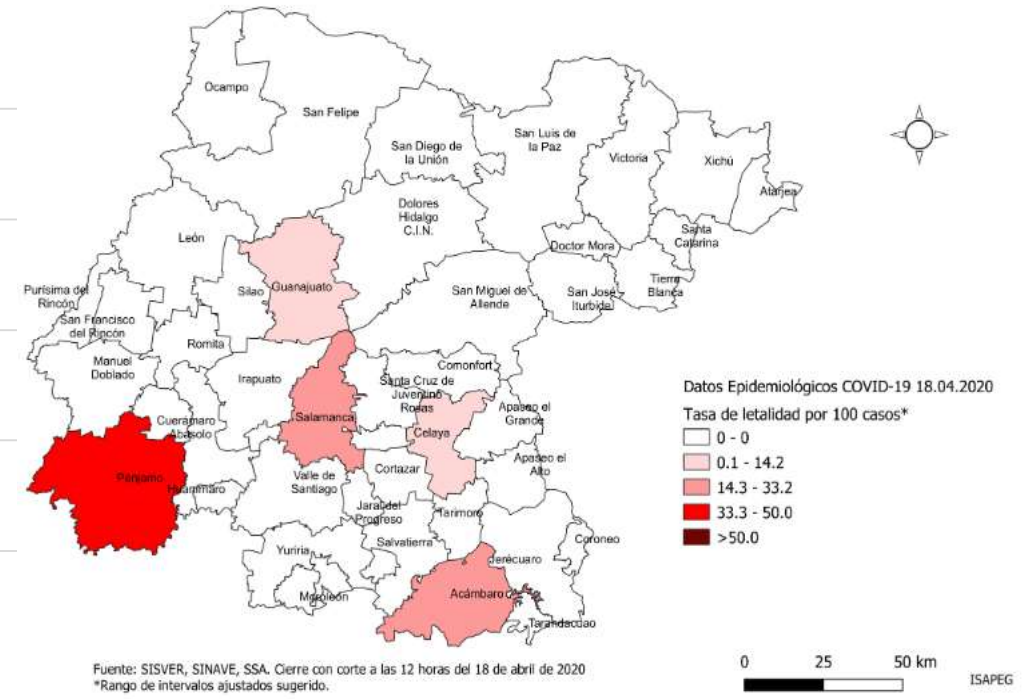 Ocampo
San Felipe
San Diego de
la Unión
San Luis de
la Paz
Victoria
Xichú
Atarjea
Dolores
Hidalgo
C.I.N.
León
Santa
Catarina
Doctor Mora
Tierra
Blanca
San José
Iturbide
San Miguel de
Allende
Guanajuato
Silao
Purísima del
Rincón
San Francisco
del Rincón
Romita
Manuel
Doblado
Irapuato
Comonfort
Santa Cruz de
Juventino
Rosas
Salamanca
Celaya
Apaseo el
Grande
Cuerámaro
Abasolo
Apaseo el
Alto
Pénjamo
Huanímaro
Valle de
Santiago
Cortazar
Jaral del
Progreso
Tarimoro
Salvatierra
Coroneo
Jerécuaro
Yuriria
Moroleón
Acámbaro
Tarandacuao
Datos Epidemiológicos COVID-19 18.04.2020
Tasa de letalidad por 100 casos*
0 - 0
0.1 - 14.2
14.3 - 33.2
33.3 - 50.0
>50.0
0 25 50 km
ISAPEG
Fuente: SISVER, SINAVE, SSA. Cierre con corte a las 12 horas del 18 de abril de 2020
*Rango de intervalos ajustados sugerido.